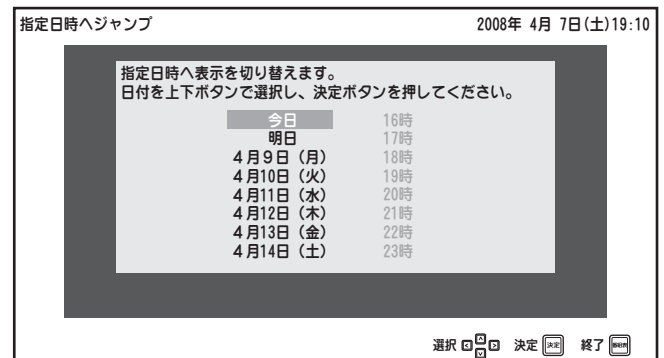 指定日時へジャンプ 2008年 4月 7日(土)19:10
指定日時へ表示を切り替えます。
日付を上下ボタンで選択し、決定ボタンを押してください。
今日 16時
明日 17時
4月9日(月) 18時
4月10日(火) 19時
4月11日(水) 20時
4月12日(木) 21時
4月13日(金) 22時
4月14日(土) 23時
選択 決定 決定 終了 番組表